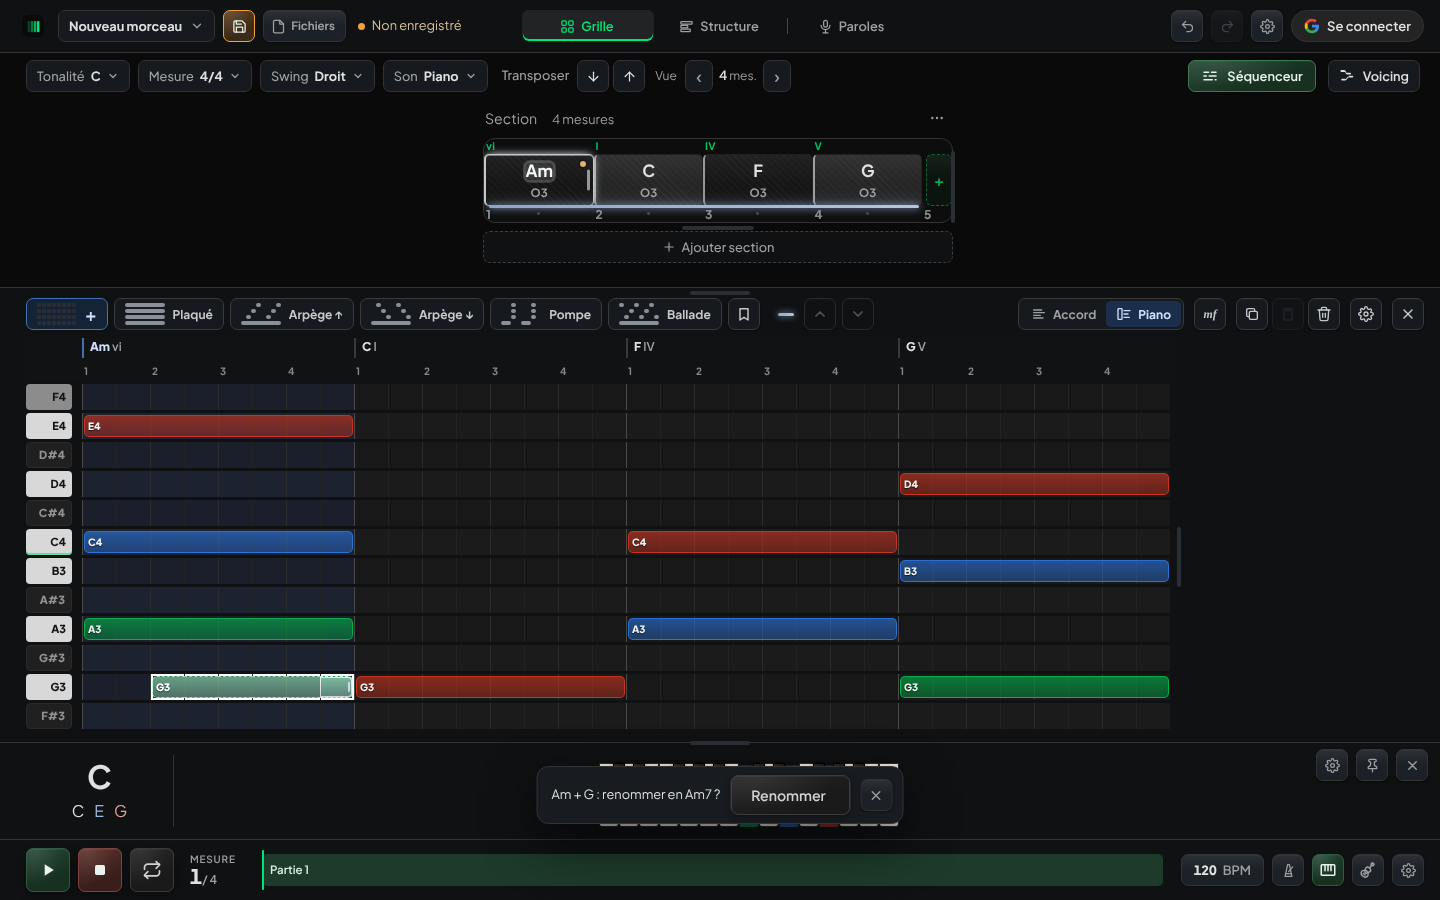 Nouveau morceau
Fichiers
Non enregistré
Grille
Structure
Paroles
Se connecter
Tonalité C
Mesure 4/4
Swing Droit
Son Piano
Transposer
Vue
4 mes.
Séquenceur
Voicing
Section 4 mesures
vi I IV V
Am C F G
O3 O3 O3 O3
+
1 2 3 4 5
+ Ajouter section
+
Plaqué
Arpège ↑
Arpège ↓
Pompe
Ballade
Accord
Piano
mf
Am vi C I F IV G V
1 2 3 4 1 2 3 4 1 2 3 4 1 2 3 4
F4
E4 E4
D#4
D4 D4
C#4
C4 C4 C4
B3 B3
A#3
A3 A3 A3
G#3
G3 G3 G3 G3
F#3
C
C E G
Am + G : renommer en Am7 ?
Renommer
MESURE
1 / 4
Partie 1
120 BPM